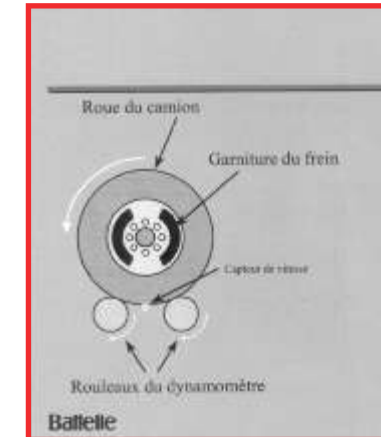 Roue du camion
Garniture du frein
Capteur de vitesse
Rouleaux du dynamomètre
Battelle